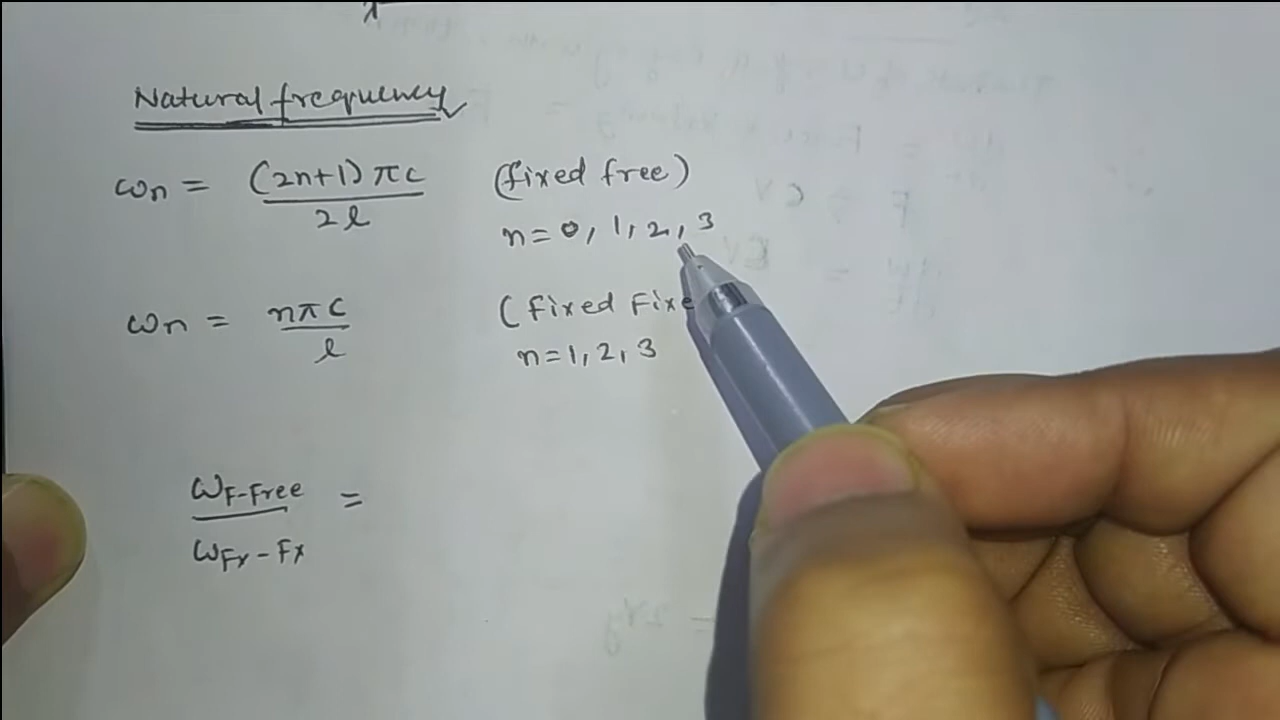 Natural frequency
ωn = (2n+1)πc / 2l (fixed free)
n = 0, 1, 2, 3
ωn = nπc / l (fixed Fixe
n = 1, 2, 3
ωF-Free / ωFx-Fx =